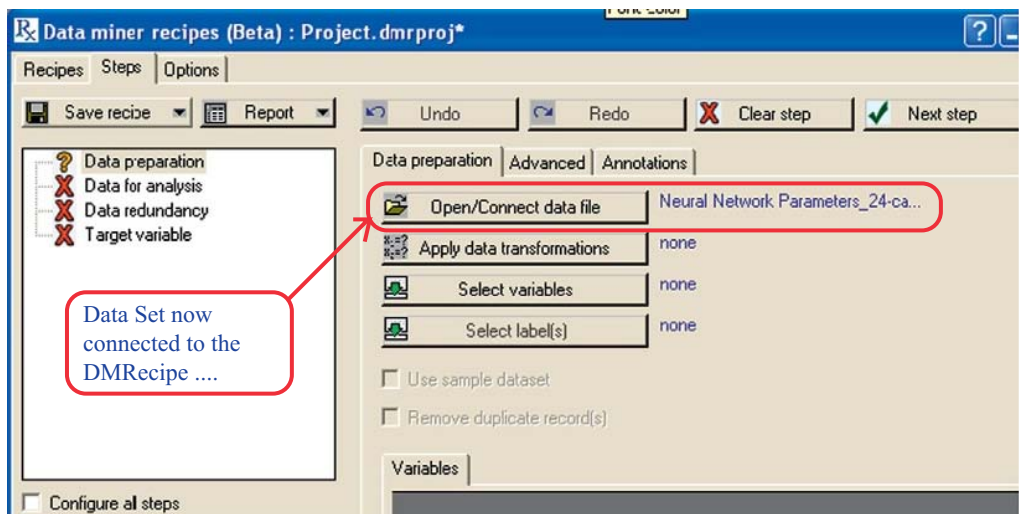 Font Color
Data miner recipes (Beta) : Project.dmrproj*
Recipes Steps Options
Save recipe Report Undo Redo Clear step Next step
Data preparation
Data for analysis
Data redundancy
Target variable
Data Set now
connected to the
DMRecipe ....
Configure all steps
Data preparation Advanced Annotations
Open/Connect data file Neural Network Parameters_24-ca...
Apply data transformations none
Select variables none
Select label(s) none
Use sample dataset
Remove duplicate record(s)
Variables